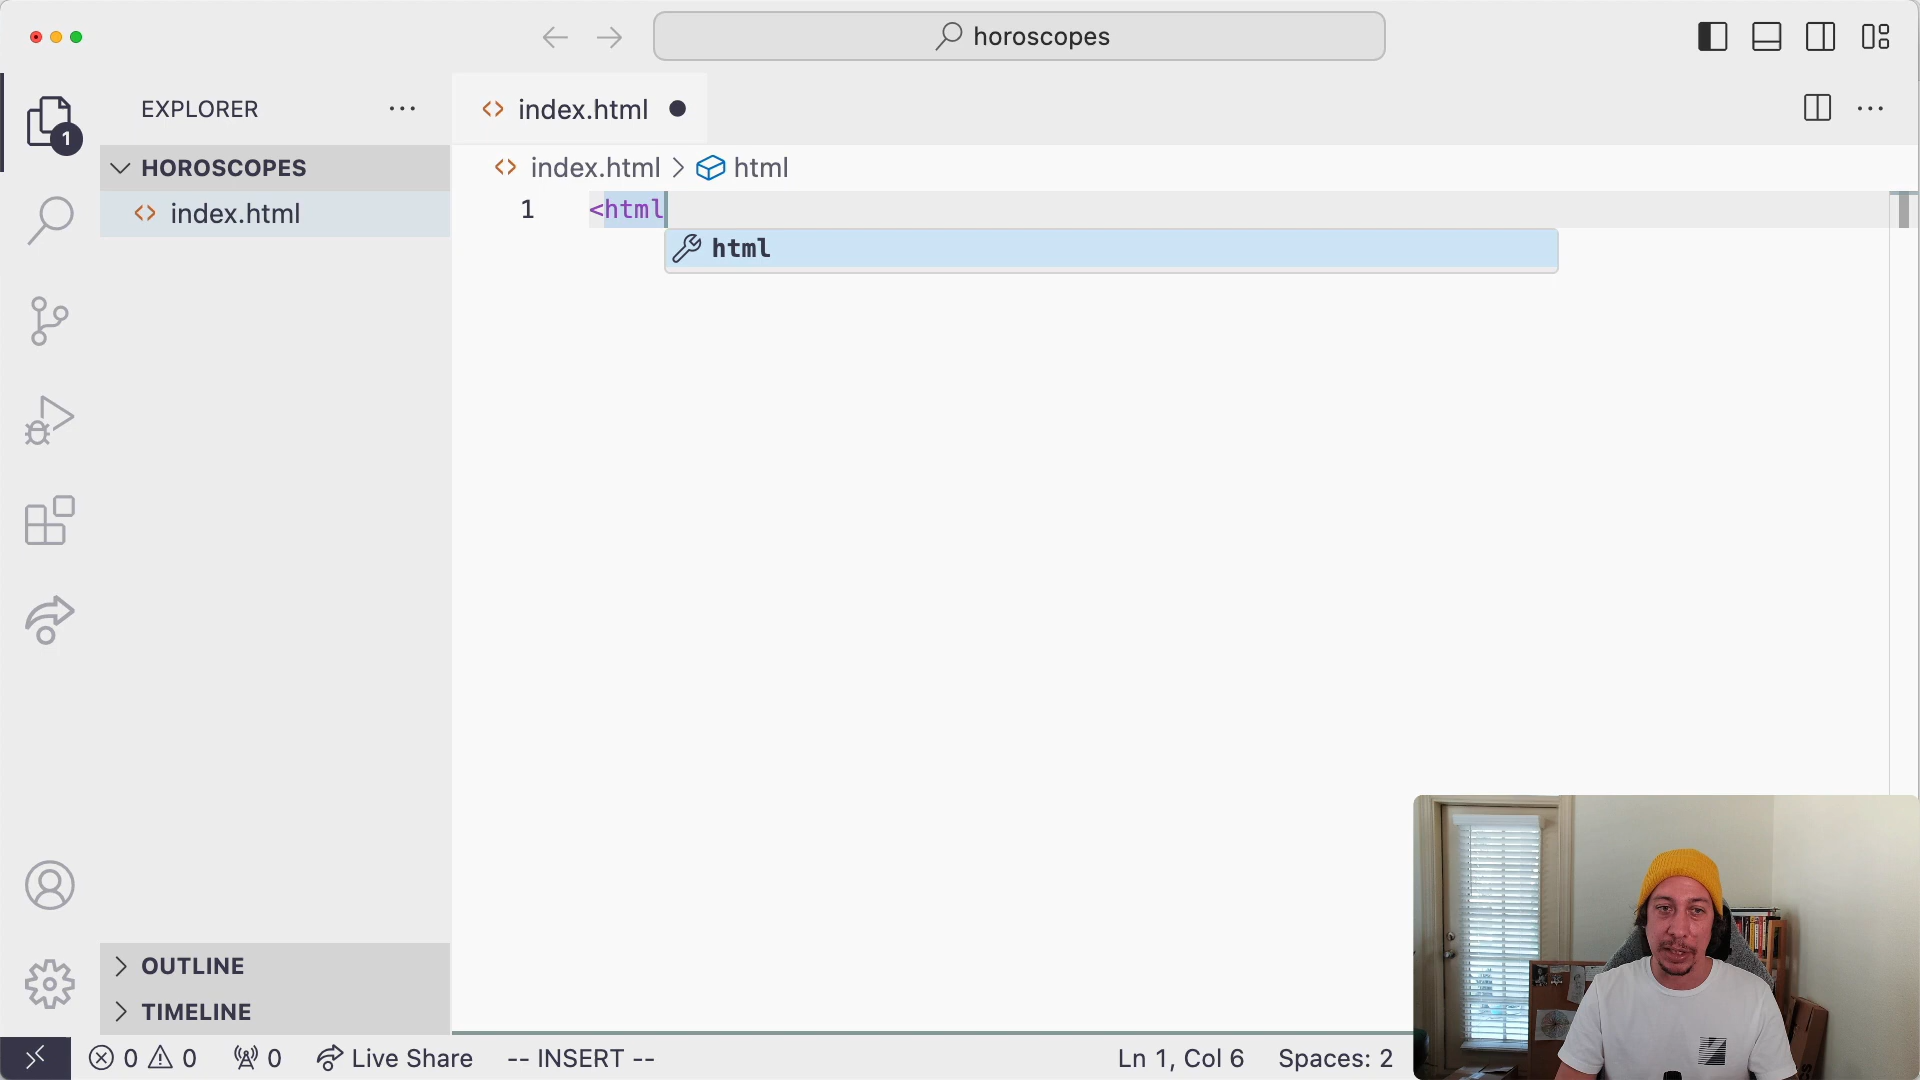 horoscopes
1
EXPLORER ...
index.html
HOROSCOPES
index.html
index.html > html
1 <html
html
OUTLINE
TIMELINE
0 0 0 Live Share -- INSERT -- Ln 1, Col 6 Spaces: 2